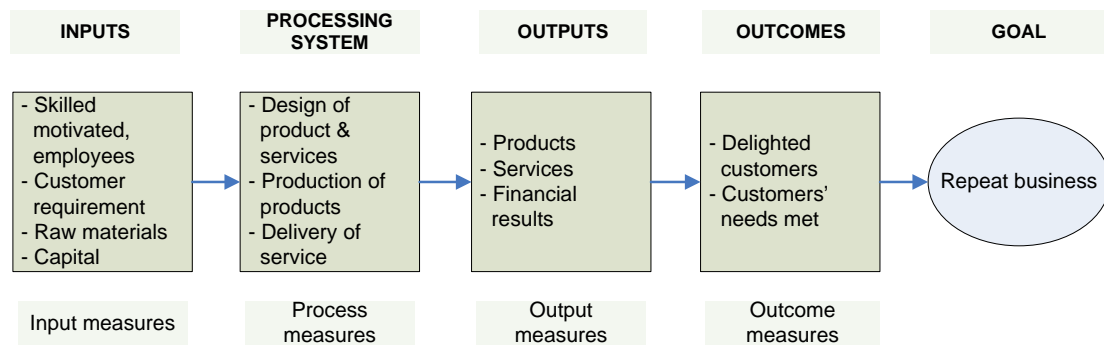 INPUTS
PROCESSING
SYSTEM
OUTPUTS
OUTCOMES
GOAL
- Skilled
motivated,
employees
- Customer
requirement
- Raw materials
- Capital
- Design of
product &
services
- Production of
products
- Delivery of
service
- Products
- Services
- Financial
results
- Delighted
customers
- Customers’
needs met
Repeat business
Input measures
Process
measures
Output
measures
Outcome
measures